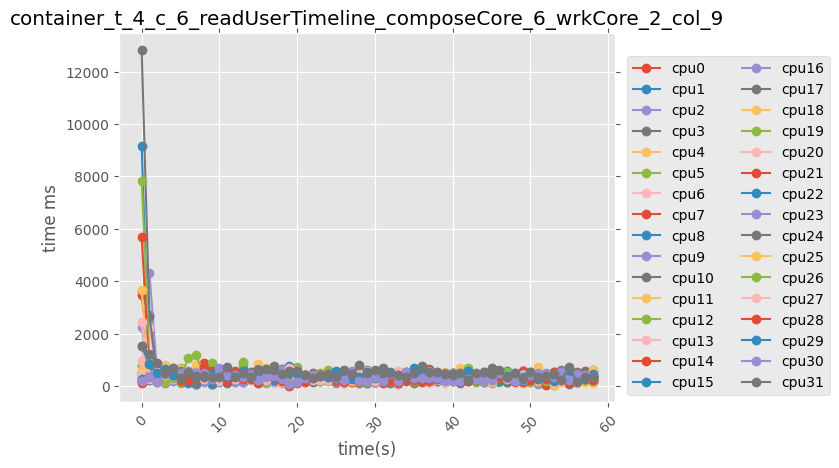 container_t_4_c_6_readUserTimeline_composeCore_6_wrkCore_2_col_9
time ms
12000
10000
8000
6000
4000
2000
0
0
10
20
30
40
50
60
time(s)
cpu0
cpu1
cpu2
cpu3
cpu4
cpu5
cpu6
cpu7
cpu8
cpu9
cpu10
cpu11
cpu12
cpu13
cpu14
cpu15
cpu16
cpu17
cpu18
cpu19
cpu20
cpu21
cpu22
cpu23
cpu24
cpu25
cpu26
cpu27
cpu28
cpu29
cpu30
cpu31